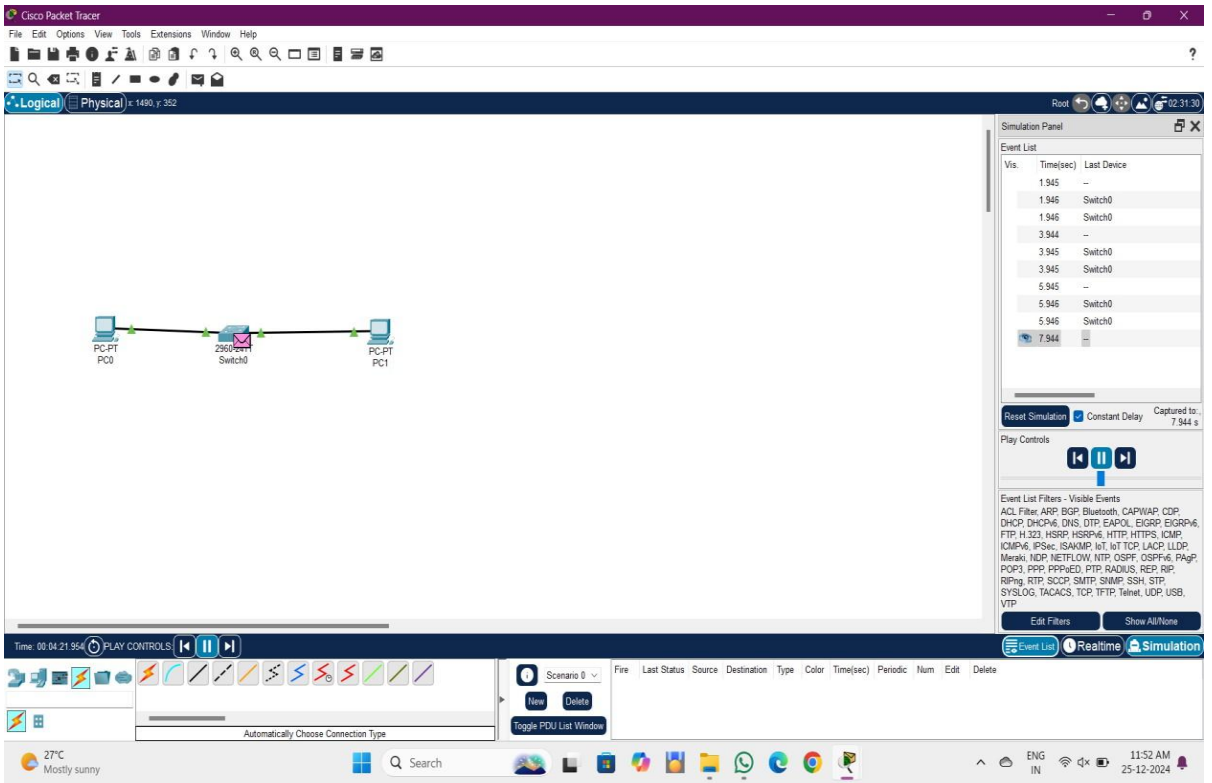 Cisco Packet Tracer
File Edit Options View Tools Extensions Window Help
?
Logical Physical x: 1490, y: 352
Root 02:31:30
Simulation Panel
Event List
Vis. Time(sec) Last Device
1.945 --
1.946 Switch0
1.946 Switch0
3.944 --
3.945 Switch0
3.945 Switch0
5.945 --
5.946 Switch0
5.946 Switch0
7.944 --
PC-PT
PC0
Switch0
PC-PT
PC1
Reset Simulation Constant Delay Captured to:
7.944 s
Play Controls
Event List Filters - Visible Events
ACL Filter, ARP, BGP, Bluetooth, CAPWAP, CDP,
DHCP, DHCPv6, DNS, DTP, EAPOL, EIGRP, EIGRPv6,
FTP, H.323, HSRP, HSRPv6, HTTP, HTTPS, ICMP,
ICMPv6, IPSec, ISAKMP, IoT, IoT TCP, LACP, LLDP,
Meraki, NDP, NETFLOW, NTP, OSPF, OSPFv6, PAgP,
POP3, PPP, PPPoED, PTP, RADIUS, REP, RIP,
RIPng, RTP, SCCP, SMTP, SNMP, SSH, STP,
SYSLOG, TACACS, TCP, TFTP, Telnet, UDP, USB,
VTP
Edit Filters Show All/None
Time: 00:04:21.954 PLAY CONTROLS:
Event List Realtime Simulation
Scenario 0
New Delete
Toggle PDU List Window
Fire Last Status Source Destination Type Color Time(sec) Periodic Num Edit Delete
Automatically Choose Connection Type
27°C
Mostly sunny
Search
ENG
IN
11:52 AM
25-12-2024